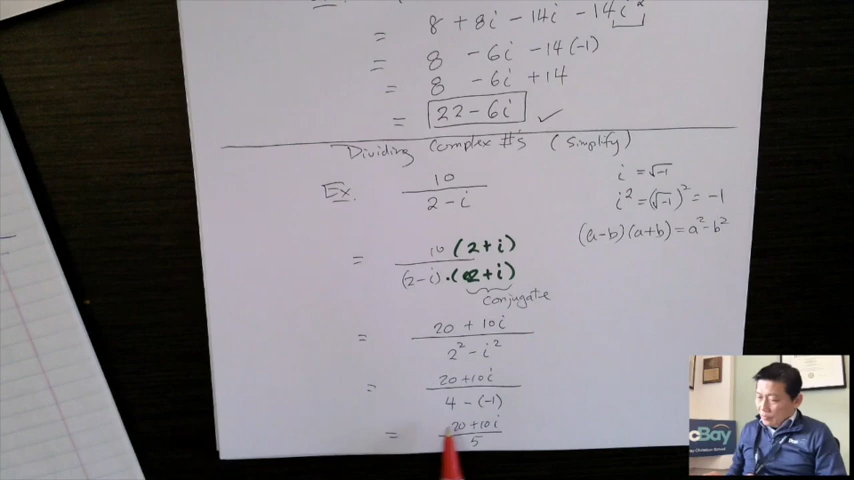 = 8 + 8i - 14i - 14i²
= 8 - 6i - 14(-1)
= 8 - 6i + 14
= 22 - 6i ✓
Dividing Complex #'s (Simplify)
Ex. 10 / 2 - i
i = √-1
i² = (√-1)² = -1
(a-b)(a+b) = a² - b²
= 10 (2+i) / (2-i) · (2+i)
conjugate
= 20 + 10i / 2² - i²
= 20 + 10i / 4 - (-1)
= 20 + 10i / 5
Bay